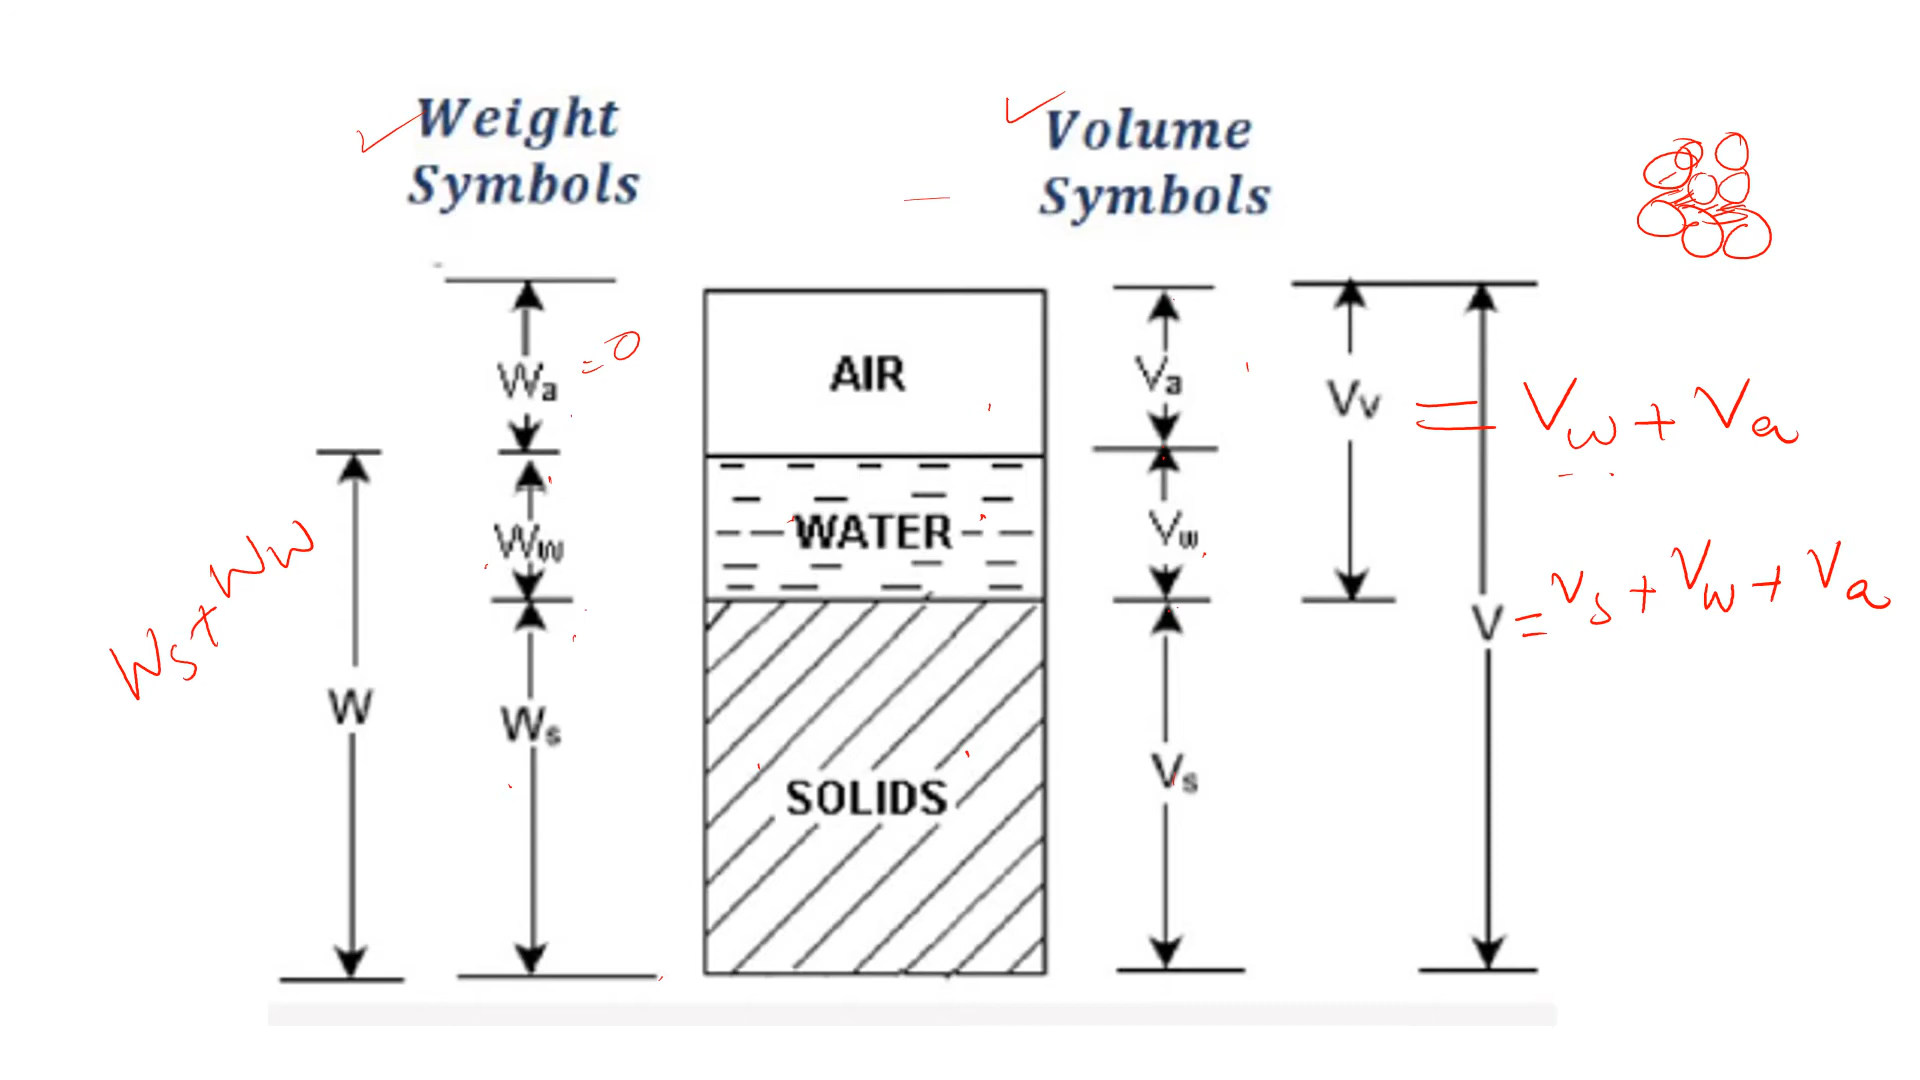 Weight
Symbols
Volume
Symbols
Wa = 0
AIR
Va
Vv = Vw + Va
Ws + Ww
Ww
WATER
Vw
V = Vs + Vw + Va
W
Ws
SOLIDS
Vs